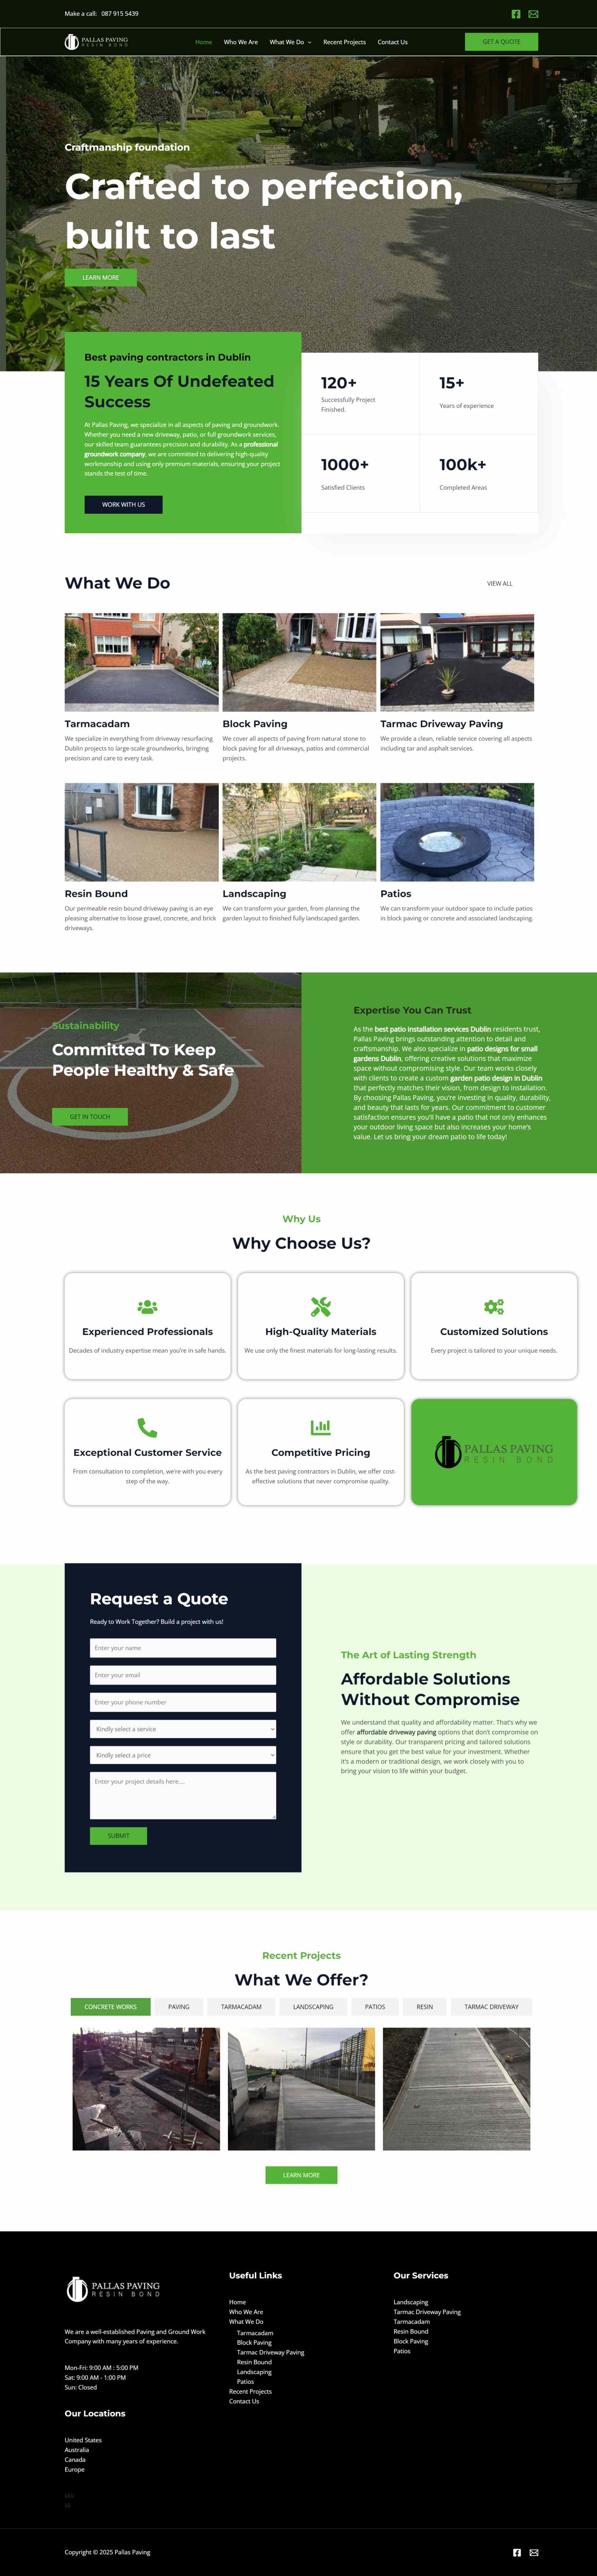 Make a call: 087 915 5439
PALLAS PAVING
RESIN BOND
Home
Who We Are
What We Do
Recent Projects
Contact Us
GET A QUOTE
Craftmanship foundation
Crafted to perfection,
built to last
LEARN MORE
Best paving contractors in Dublin
15 Years Of Undefeated
Success
At Pallas Paving, we specialize in all aspects of paving and groundwork.
Whether you need a new driveway, patio, or full groundwork services,
our skilled team guarantees precision and durability. As a professional
groundwork company, we are committed to delivering high-quality
workmanship and using only premium materials, ensuring your project
stands the test of time.
WORK WITH US
120+
Successfully Project
Finished.
15+
Years of experience
1000+
Satisfied Clients
100k+
Completed Areas
What We Do
VIEW ALL
Tarmacadam
We specialize in everything from driveway resurfacing
Dublin projects to large-scale groundworks, bringing
precision and care to every task.
Block Paving
We cover all aspects of paving from natural stone to
block paving for all driveways, patios and commercial
projects.
Tarmac Driveway Paving
We provide a clean, reliable service covering all aspects
including tar and asphalt services.
Resin Bound
Our permeable resin bound driveway paving is an eye
pleasing alternative to loose gravel, concrete, and brick
driveways.
Landscaping
We can transform your garden, from planning the
garden layout to finished fully landscaped garden.
Patios
We can transform your outdoor space to include patios
in block paving or concrete and associated landscaping.
Sustainability
Committed To Keep
People Healthy & Safe
GET IN TOUCH
Expertise You Can Trust
As the best patio installation services Dublin residents trust,
Pallas Paving brings outstanding attention to detail and
craftsmanship. We also specialize in patio designs for small
gardens Dublin, offering creative solutions that maximize
space without compromising style. Our team works closely
with clients to create a custom garden patio design in Dublin
that perfectly matches their vision, from design to installation.
By choosing Pallas Paving, you're investing in quality, durability,
and beauty that lasts for years. Our commitment to customer
satisfaction ensures you'll have a patio that not only enhances
your outdoor living space but also increases your home's
value. Let us bring your dream patio to life today!
Why Us
Why Choose Us?
Experienced Professionals
Decades of industry expertise mean you're in safe hands.
High-Quality Materials
We use only the finest materials for long-lasting results.
Customized Solutions
Every project is tailored to your unique needs.
Exceptional Customer Service
From consultation to completion, we're with you every
step of the way.
Competitive Pricing
As the best paving contractors in Dublin, we offer cost-
effective solutions that never compromise quality.
PALLAS PAVING
RESIN BOND
Request a Quote
Ready to Work Together? Build a project with us!
Enter your name
Enter your email
Enter your phone number
Kindly select a service
Kindly select a price
Enter your project details here....
SUBMIT
The Art of Lasting Strength
Affordable Solutions
Without Compromise
We understand that quality and affordability matter. That's why we
offer affordable driveway paving options that don't compromise on
style or durability. Our transparent pricing and tailored solutions
ensure that you get the best value for your investment. Whether
it's a modern or traditional design, we work closely with you to
bring your vision to life within your budget.
Recent Projects
What We Offer?
CONCRETE WORKS
PAVING
TARMACADAM
LANDSCAPING
PATIOS
RESIN
TARMAC DRIVEWAY
LEARN MORE
PALLAS PAVING
RESIN BOND
We are a well-established Paving and Ground Work
Company with many years of experience.
Mon-Fri: 9:00 AM : 5:00 PM
Sat: 9:00 AM - 1:00 PM
Sun: Closed
Our Locations
United States
Australia
Canada
Europe
Useful Links
Home
Who We Are
What We Do
Tarmacadam
Block Paving
Tarmac Driveway Paving
Resin Bound
Landscaping
Patios
Recent Projects
Contact Us
Our Services
Landscaping
Tarmac Driveway Paving
Tarmacadam
Resin Bound
Block Paving
Patios
Copyright © 2025 Pallas Paving